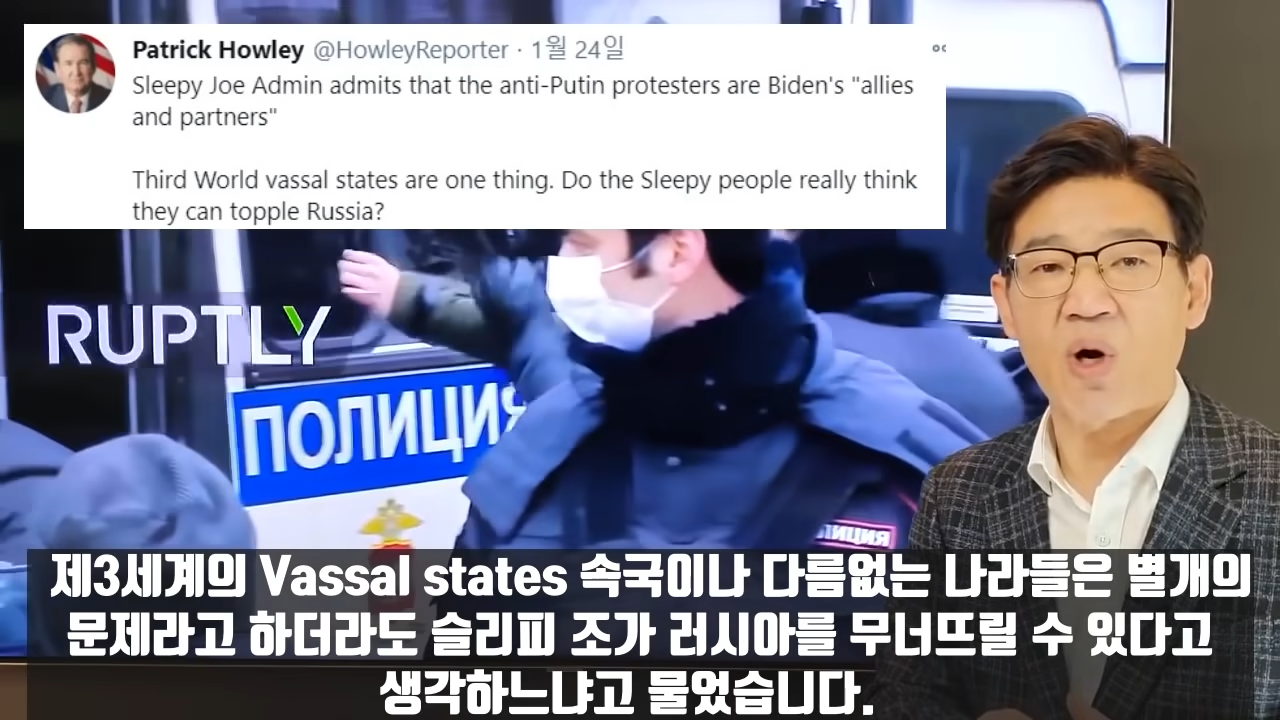 Patrick Howley @HowleyReporter · 1월 24일
Sleepy Joe Admin admits that the anti-Putin protesters are Biden's "allies
and partners"
Third World vassal states are one thing. Do the Sleepy people really think
they can topple Russia?
RUPTLY
ПОЛИЦИЯ
제3세계의 Vassal states 속국이나 다름없는 나라들은 별개의
문제라고 하더라도 슬리피 조가 러시아를 무너뜨릴 수 있다고
생각하느냐고 물었습니다.